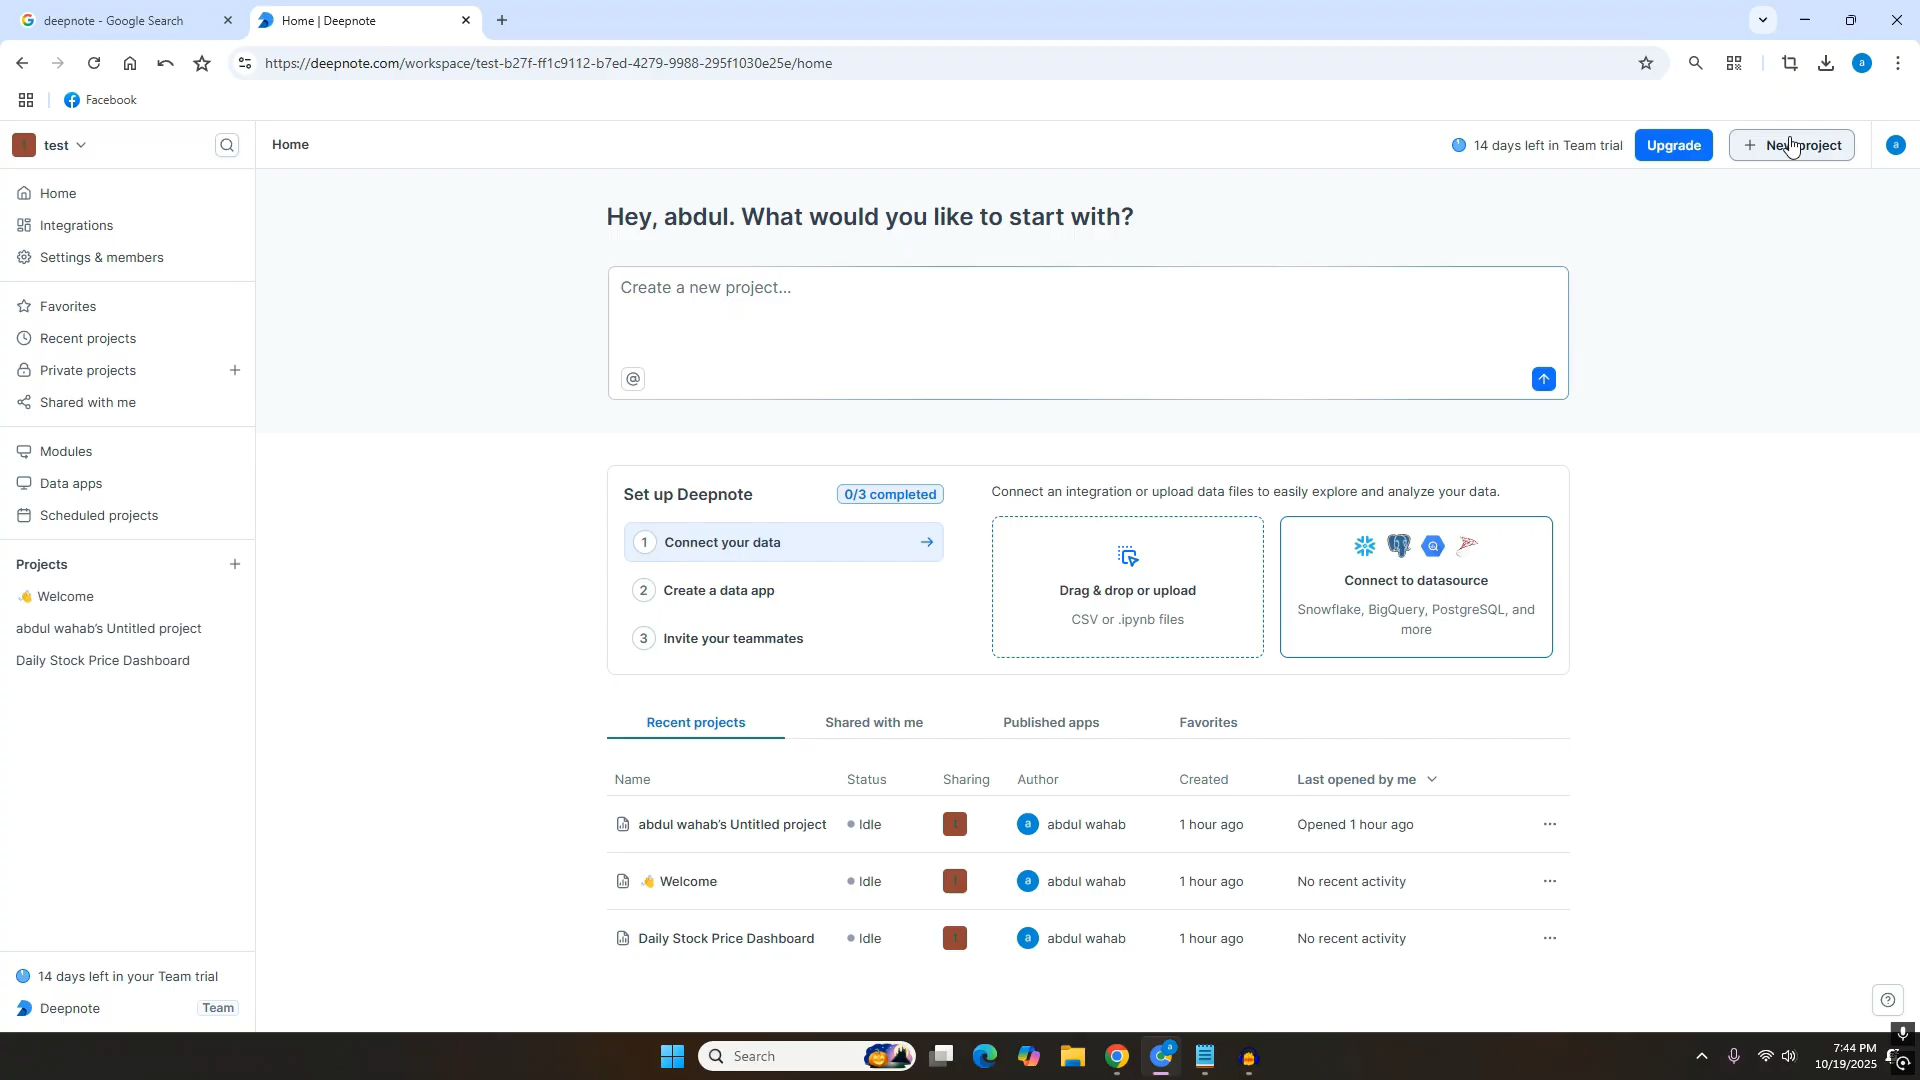 deepnote - Google Search
Home | Deepnote
https://deepnote.com/workspace/test-b27f-ff1c9112-b7ed-4279-9988-295f1030e25e/home
a
Facebook
t test
Home
14 days left in Team trial
Upgrade
+ New project
a
Home
Integrations
Settings & members
Favorites
Recent projects
Private projects
Shared with me
Modules
Data apps
Scheduled projects
Projects
👋 Welcome
abdul wahab's Untitled project
Daily Stock Price Dashboard
14 days left in your Team trial
Deepnote
Team
Hey, abdul. What would you like to start with?
Create a new project...
@
Set up Deepnote
0/3 completed
1 Connect your data
2 Create a data app
3 Invite your teammates
Connect an integration or upload data files to easily explore and analyze your data.
Drag & drop or upload
CSV or .ipynb files
Connect to datasource
Snowflake, BigQuery, PostgreSQL, and
more
Recent projects
Shared with me
Published apps
Favorites
Name Status Sharing Author Created Last opened by me
abdul wahab's Untitled project Idle t a abdul wahab 1 hour ago Opened 1 hour ago
👋 Welcome Idle t a abdul wahab 1 hour ago No recent activity
Daily Stock Price Dashboard Idle t a abdul wahab 1 hour ago No recent activity
Search
7:44 PM
10/19/2025